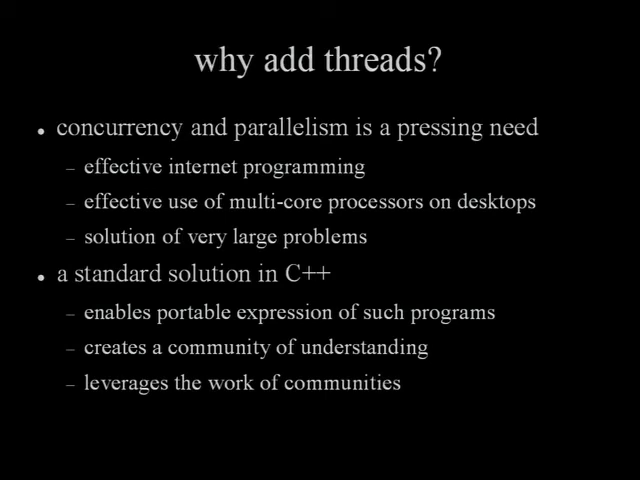 why add threads?
• concurrency and parallelism is a pressing need
– effective internet programming
– effective use of multi-core processors on desktops
– solution of very large problems
• a standard solution in C++
– enables portable expression of such programs
– creates a community of understanding
– leverages the work of communities